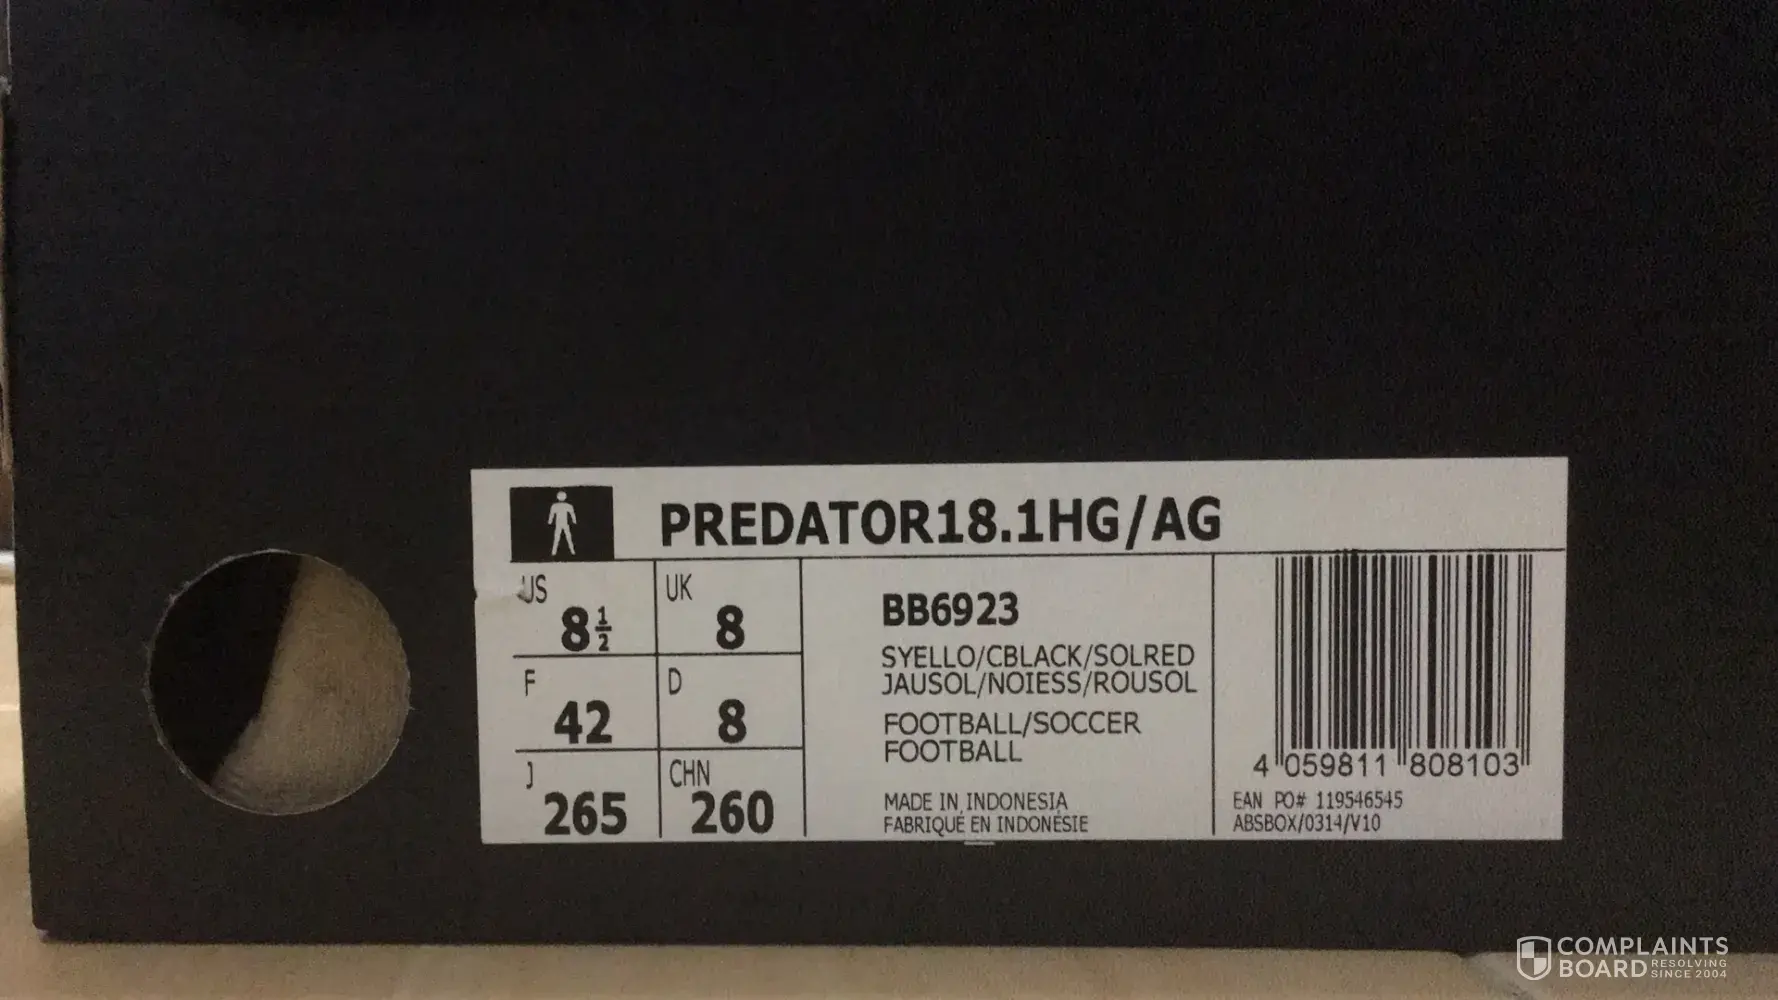 PREDATOR18.1HG/AG
US
8½
UK
8
F
42
D
8
J
265
CHN
260
BB6923
SYELLO/CBLACK/SOLRED
JAUSOL/NOIESS/ROUSOL
FOOTBALL/SOCCER
FOOTBALL
MADE IN INDONESIA
FABRIQUÉ EN INDONÉSIE
4 059811 808103
EAN PO# 119546545
ABSBOX/0314/V10
COMPLAINTS
BOARD RESOLVING
SINCE 2004